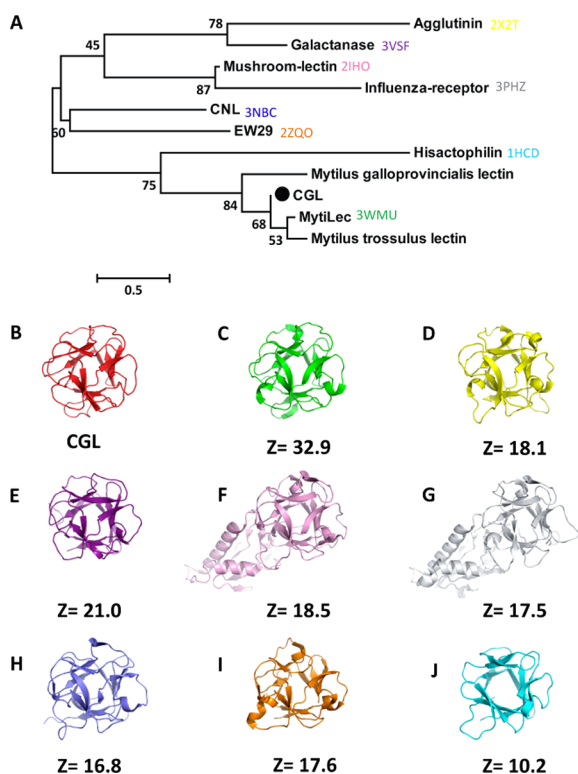 A
78
Agglutinin 2X2T
45
Galactanase 3VSF
Mushroom-lectin 2IHO
87
Influenza-receptor 3PHZ
CNL 3NBC
60
EW29 2ZQO
Hisactophilin 1HCD
75
Mytilus galloprovincialis lectin
84
CGL
68
MytiLec 3WMU
53
Mytilus trossulus lectin
0.5
B
C
D
CGL
Z= 32.9
Z= 18.1
E
F
G
Z= 21.0
Z= 18.5
Z= 17.5
H
I
J
Z= 16.8
Z= 17.6
Z= 10.2